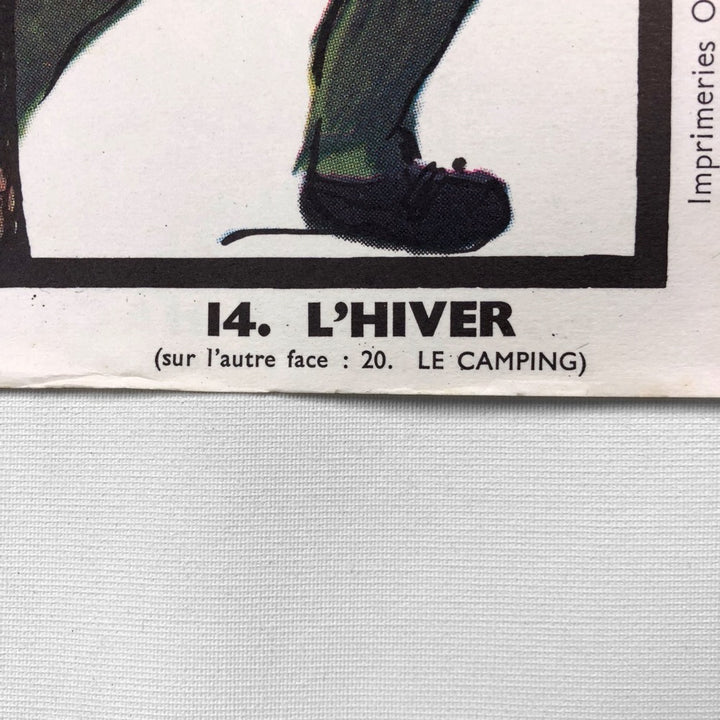 14. L'HIVER
(sur l'autre face : 20. LE CAMPING)
Imprimeries